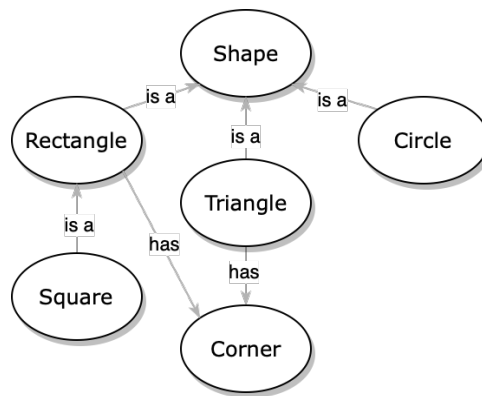 Shape
is a
is a
Rectangle
Circle
is a
Triangle
is a
has
has
Square
Corner